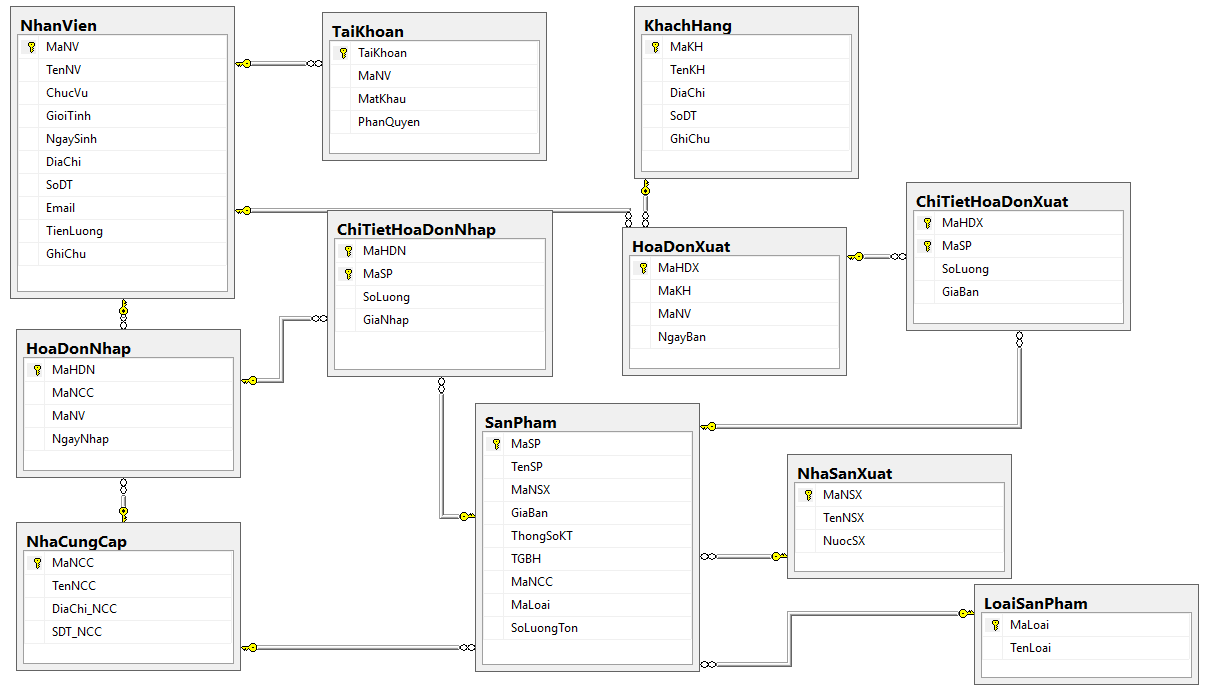 NhanVien
MaNV
TenNV
ChucVu
GioiTinh
NgaySinh
DiaChi
SoDT
Email
TienLuong
GhiChu
TaiKhoan
TaiKhoan
MaNV
MatKhau
PhanQuyen
KhachHang
MaKH
TenKH
DiaChi
SoDT
GhiChu
ChiTietHoaDonNhap
MaHDN
MaSP
SoLuong
GiaNhap
HoaDonXuat
MaHDX
MaKH
MaNV
NgayBan
ChiTietHoaDonXuat
MaHDX
MaSP
SoLuong
GiaBan
HoaDonNhap
MaHDN
MaNCC
MaNV
NgayNhap
SanPham
MaSP
TenSP
MaNSX
GiaBan
ThongSoKT
TGBH
MaNCC
MaLoai
SoLuongTon
NhaSanXuat
MaNSX
TenNSX
NuocSX
NhaCungCap
MaNCC
TenNCC
DiaChi_NCC
SDT_NCC
LoaiSanPham
MaLoai
TenLoai